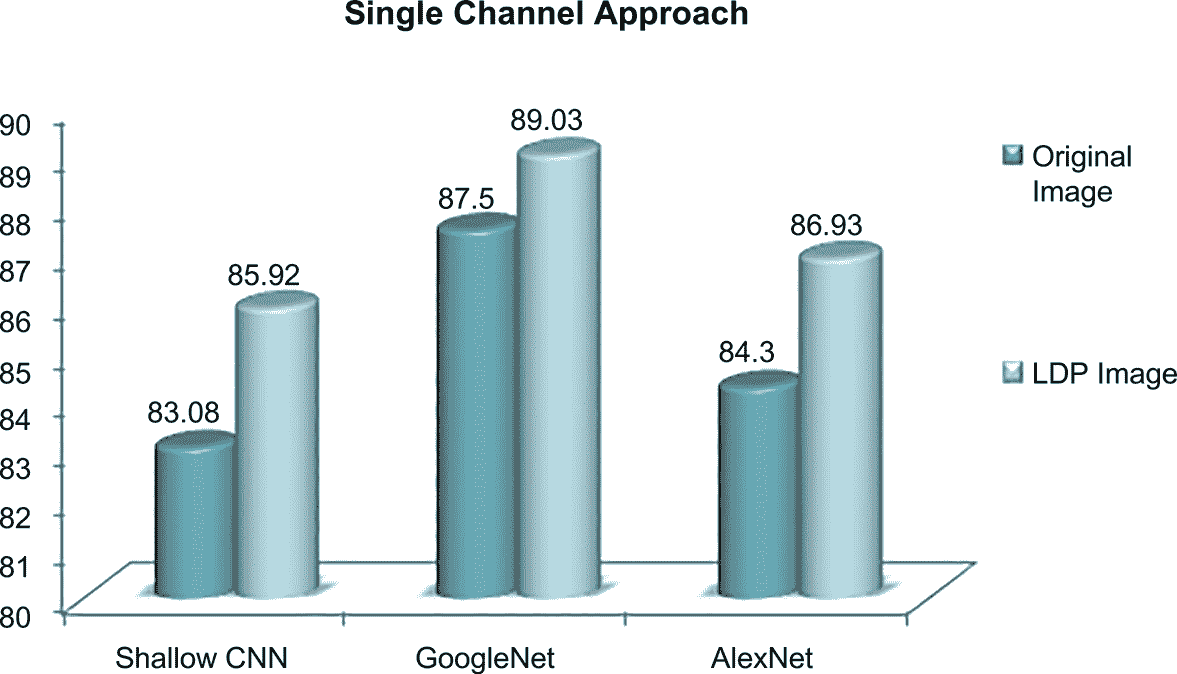 Single Channel Approach
90
89
88
87
86
85
84
83
82
81
80
83.08
85.92
87.5
89.03
84.3
86.93
Shallow CNN
GoogleNet
AlexNet
Original
Image
LDP Image